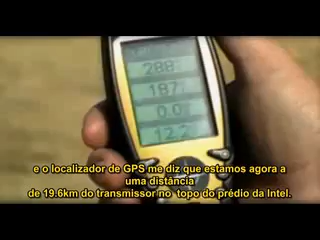 288
187
0.0
12.2
e o localizador de GPS me diz que estamos agora a
uma distância
de 19.6km do transmissor no topo do prédio da Intel.